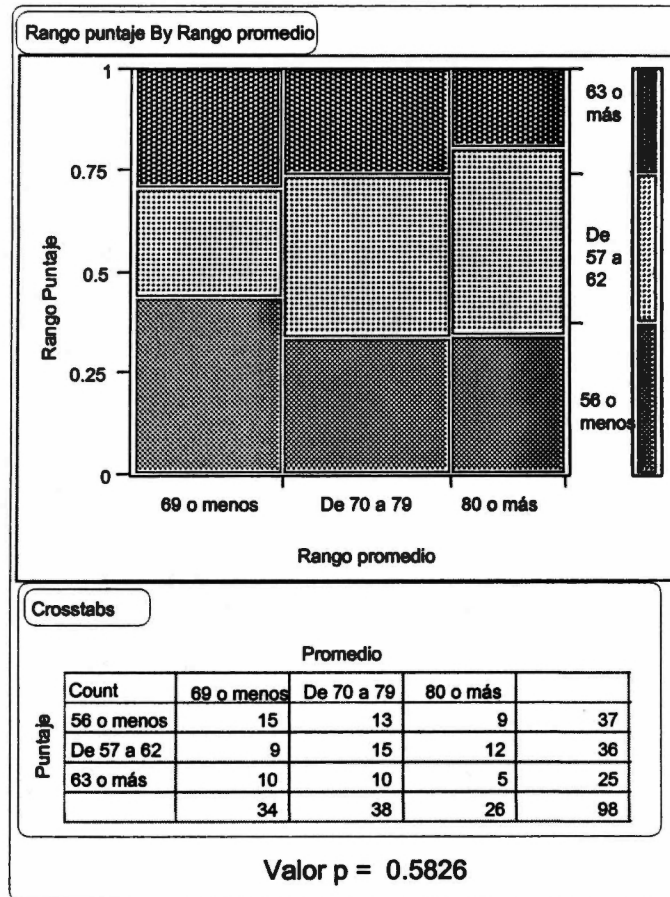 Rango puntaje By Rango promedio
1
0.75
0.5
0.25
0
Rango Puntaje
63 o
más
De
57 a
62
56 o
menos
69 o menos De 70 a 79 80 o más
Rango promedio
Crosstabs
Promedio
Puntaje
Count 69 o menos De 70 a 79 80 o más
56 o menos 15 13 9 37
De 57 a 62 9 15 12 36
63 o más 10 10 5 25
34 38 26 98
Valor p = 0.5826